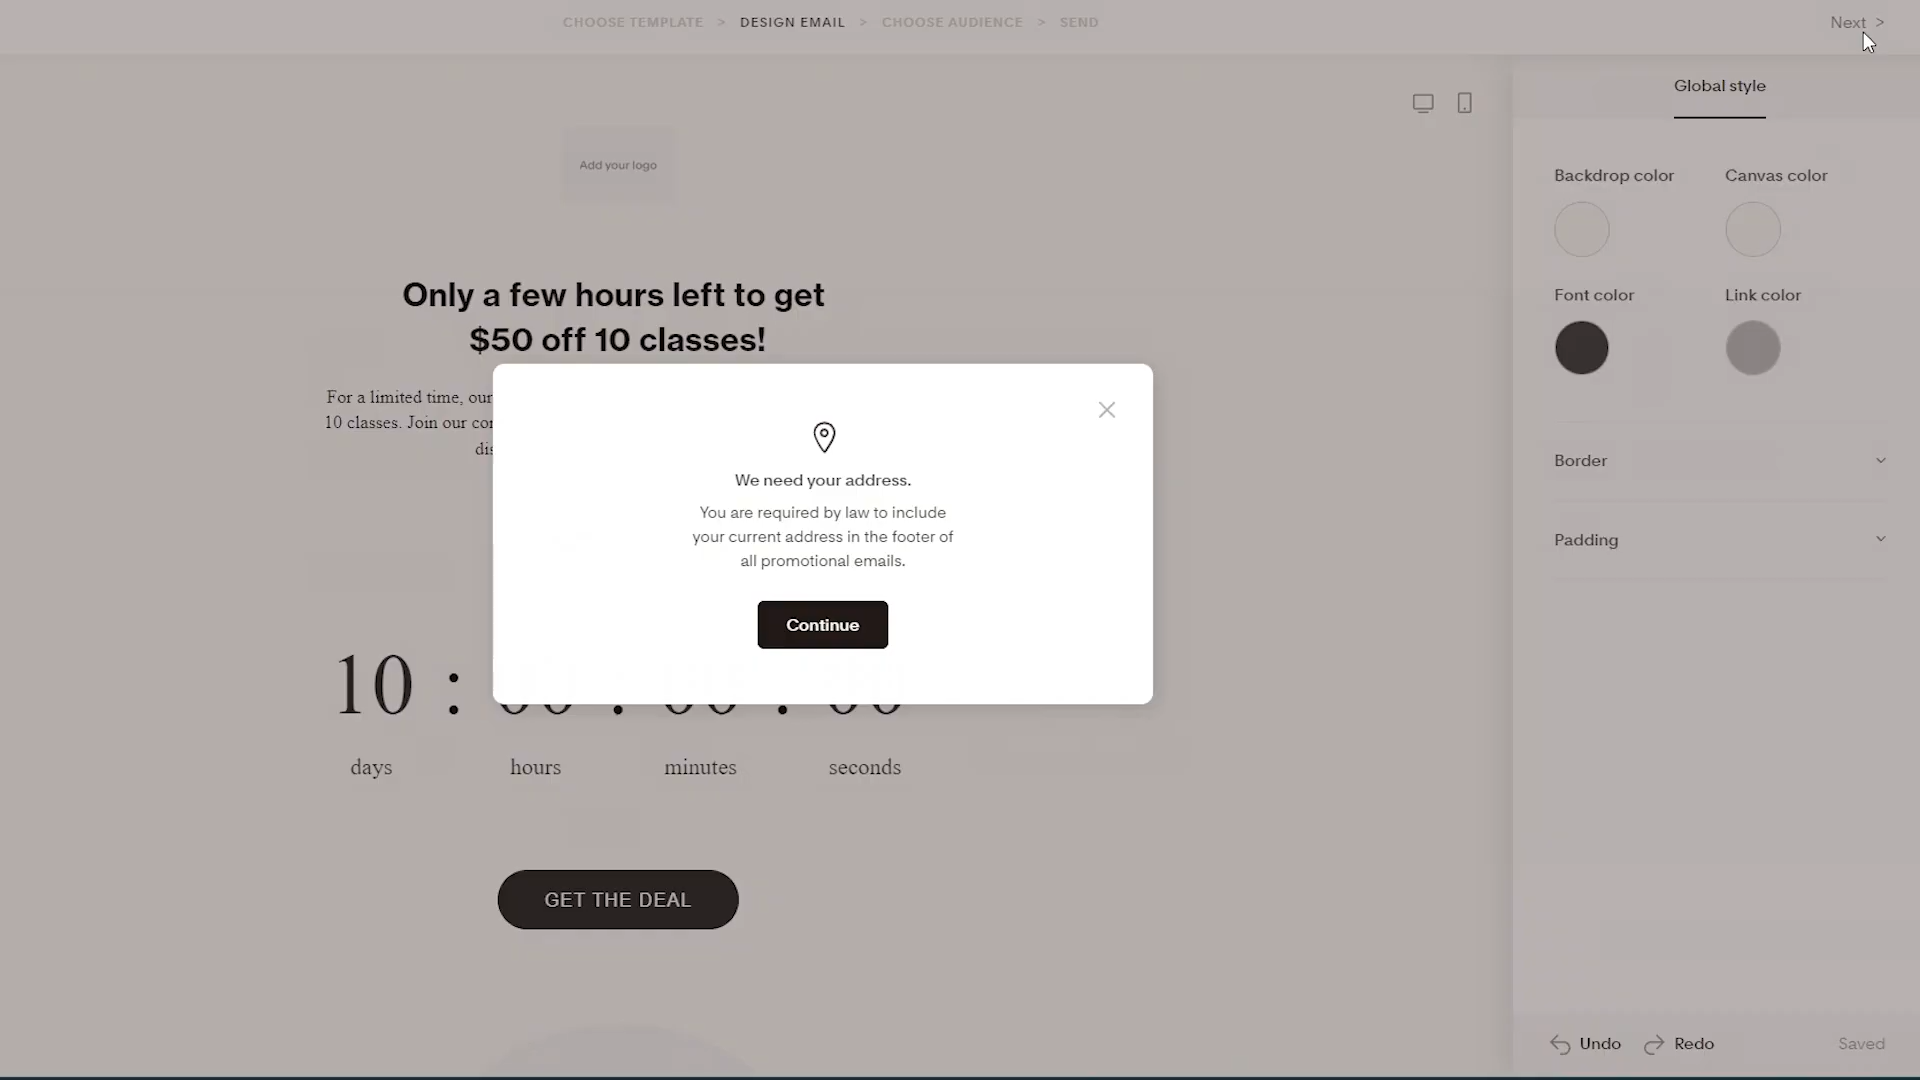 CHOOSE TEMPLATE > DESIGN EMAIL > CHOOSE AUDIENCE > SEND
Next >
Global style
Add your logo
Backdrop color
Canvas color
Font color
Link color
Only a few hours left to get
$50 off 10 classes!
For a limited time, our
10 classes. Join our
We need your address.
You are required by law to include
your current address in the footer of
all promotional emails.
Continue
Border
Padding
10 : : :
days hours minutes seconds
GET THE DEAL
Undo
Redo
Saved